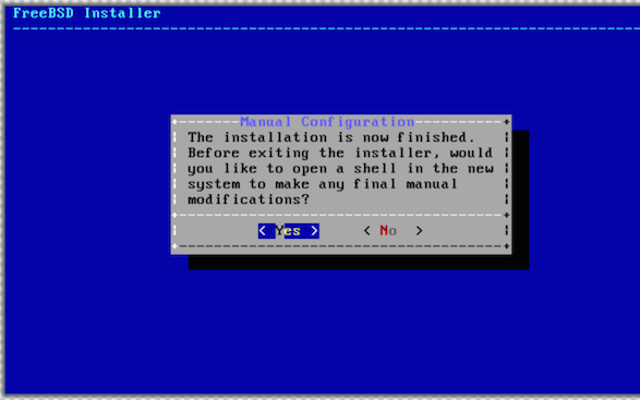 FreeBSD Installer
Manual Configuration
The installation is now finished.
Before exiting the installer, would
you like to open a shell in the new
system to make any final manual
modifications?
< Yes > < No >